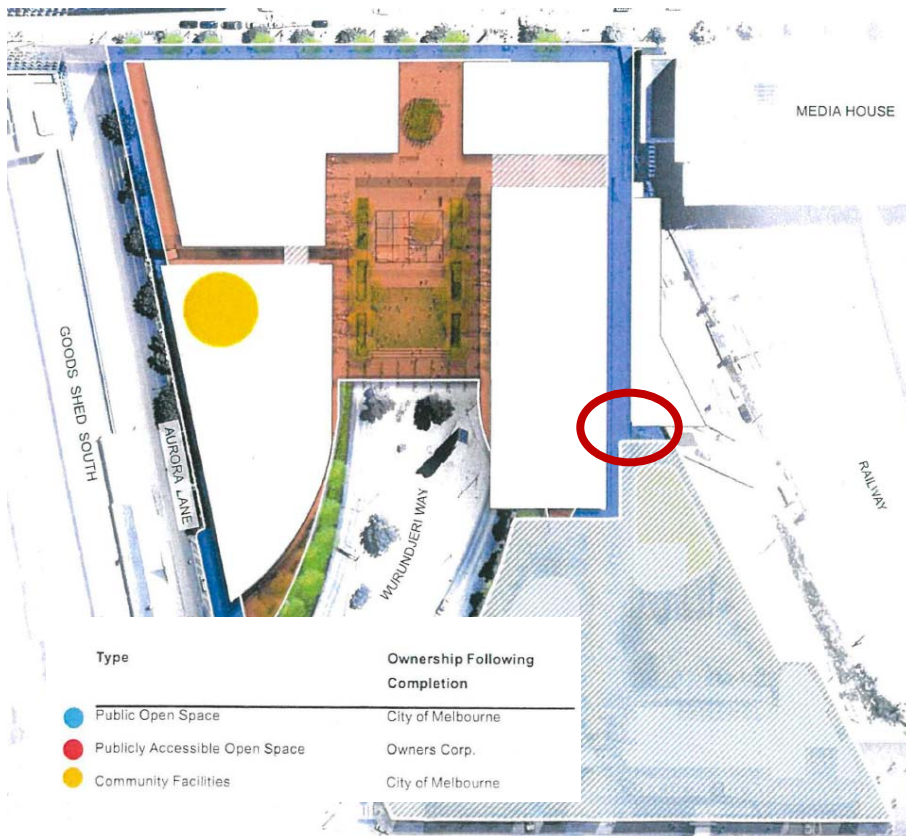 MEDIA HOUSE
GOODS SHED SOUTH
AURORA LANE
WURUNDJERI WAY
RAILWAY
Type Ownership Following
Completion
Public Open Space City of Melbourne
Publicly Accessible Open Space Owners Corp.
Community Facilities City of Melbourne